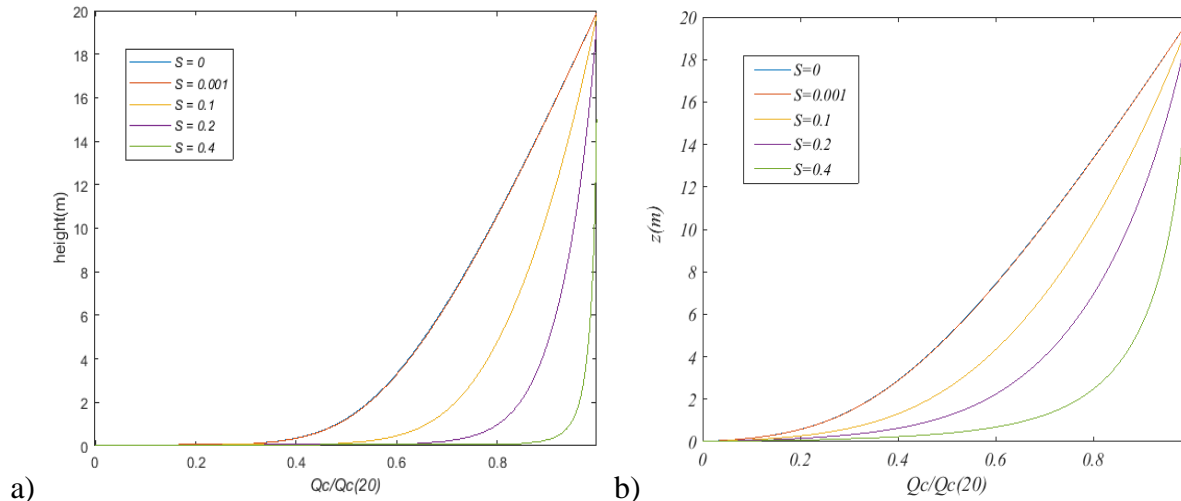 a)
height(m)
20
18
16
14
12
10
8
6
4
2
0
S = 0
S = 0.001
S = 0.1
S = 0.2
S = 0.4
0 0.2 0.4 0.6 0.8
Qc/Qc(20)
b)
z(m)
20
18
16
14
12
10
8
6
4
2
0
S=0
S=0.001
S=0.1
S=0.2
S=0.4
0 0.2 0.4 0.6 0.8
Qc/Qc(20)